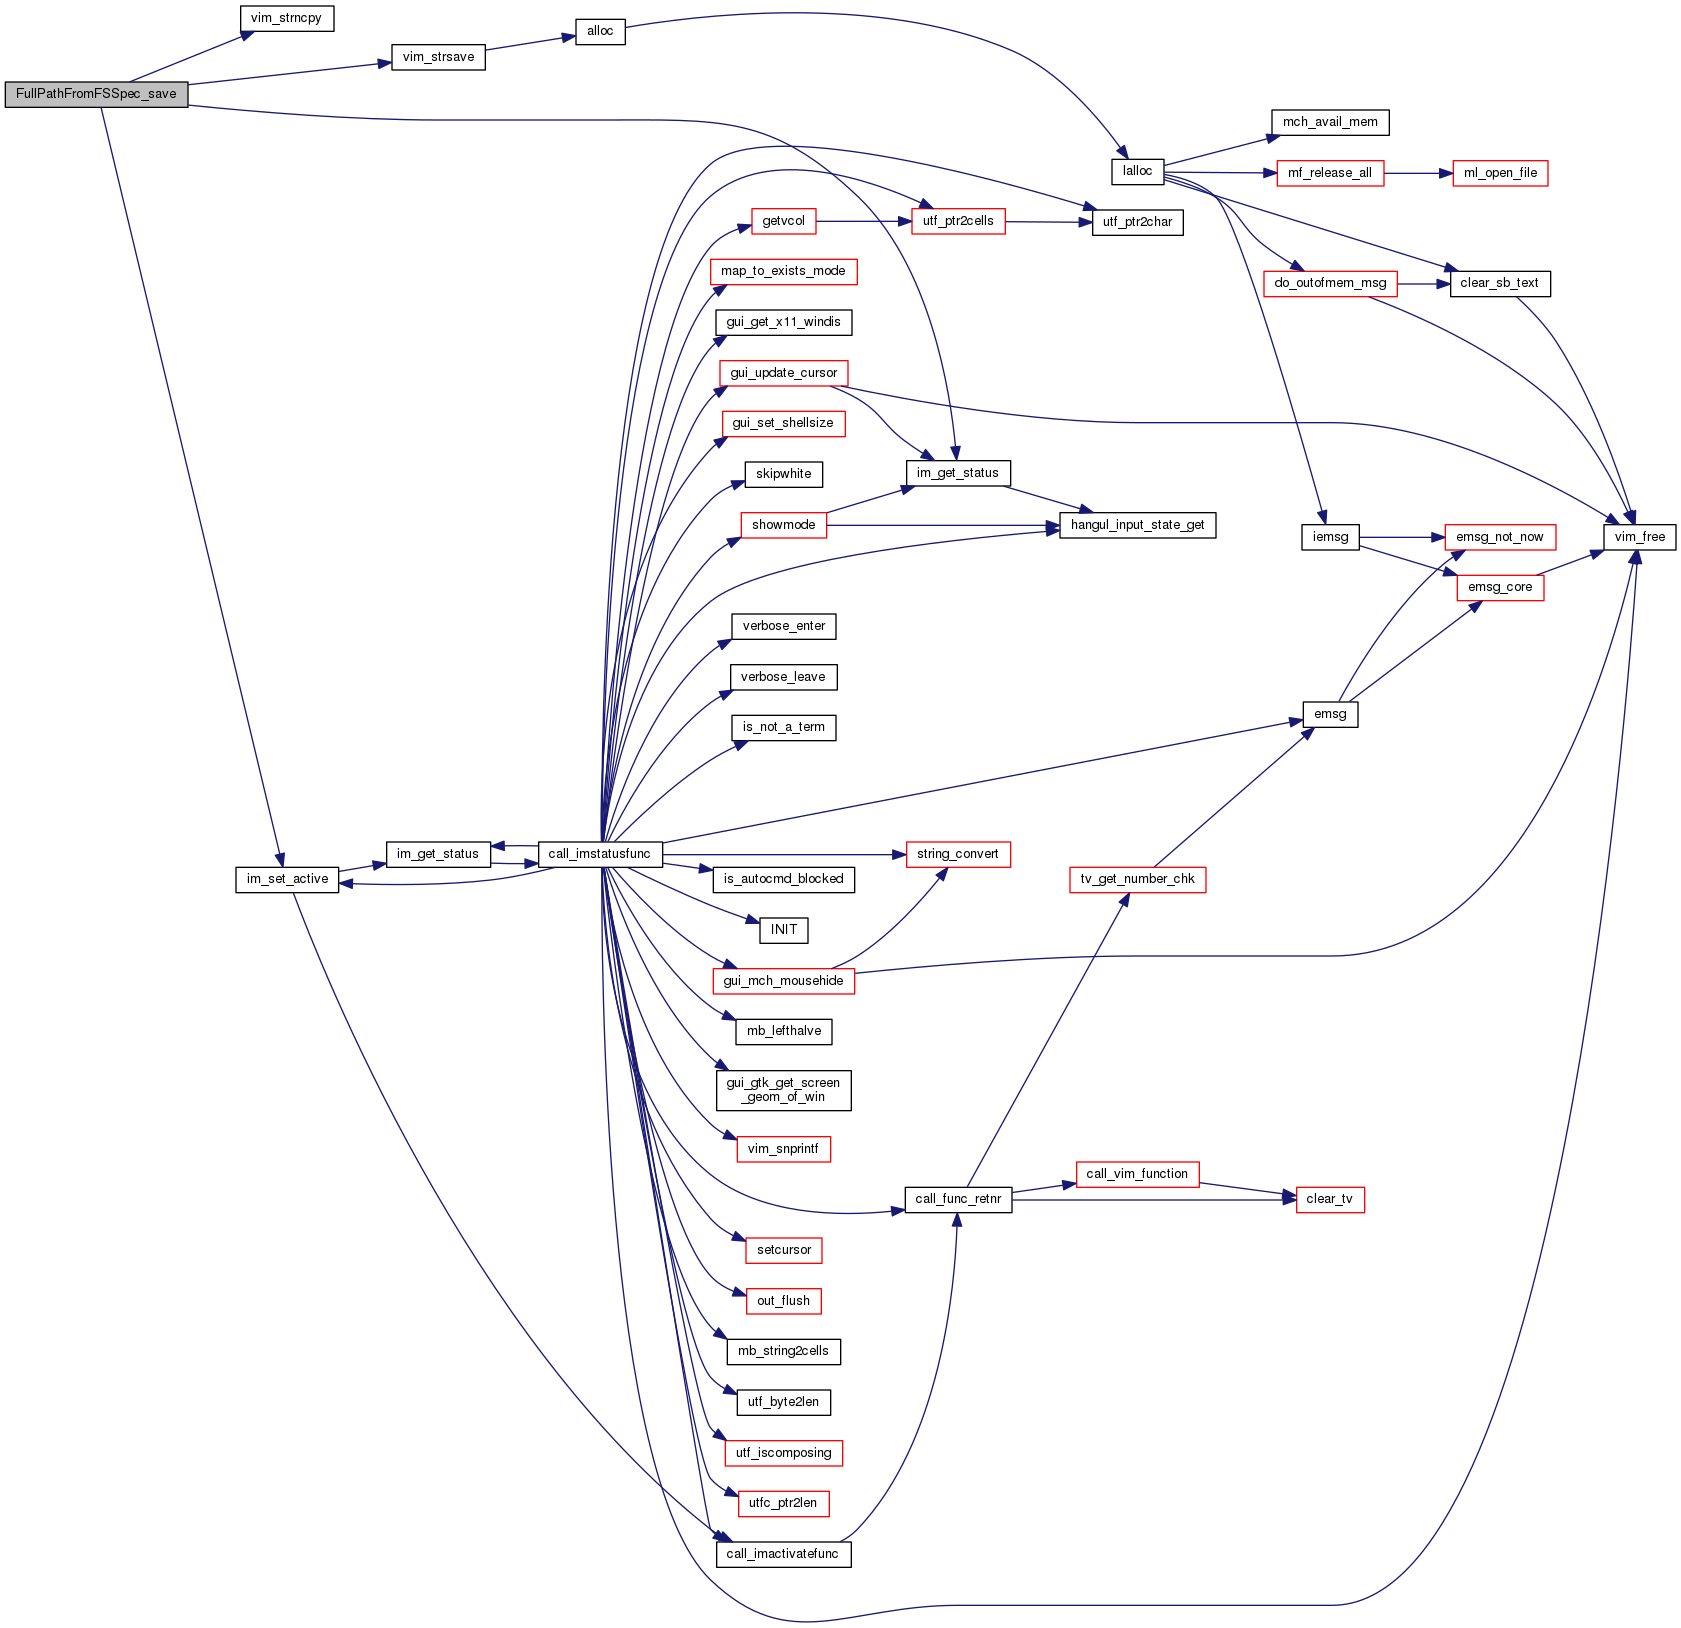 vim_strncpy
alloc
vim_strsave
FullPathFromFSSpec_save
mch_avail_mem
lalloc
mf_release_all
ml_open_file
getvcol
utf_ptr2cells
utf_ptr2char
map_to_exists_mode
do_outofmem_msg
clear_sb_text
gui_get_x11_windis
gui_update_cursor
gui_set_shellsize
skipwhite
im_get_status
showmode
hangul_input_state_get
iemsg
emsg_not_now
vim_free
emsg_core
verbose_enter
verbose_leave
is_not_a_term
emsg
im_get_status
call_imstatusfunc
string_convert
im_set_active
is_autocmd_blocked
tv_get_number_chk
INIT
gui_mch_mousehide
mb_lefthalve
gui_gtk_get_screen
_geom_of_win
vim_snprintf
call_vim_function
call_func_retnr
clear_tv
setcursor
out_flush
mb_string2cells
utf_byte2len
utf_iscomposing
utfc_ptr2len
call_imactivatefunc